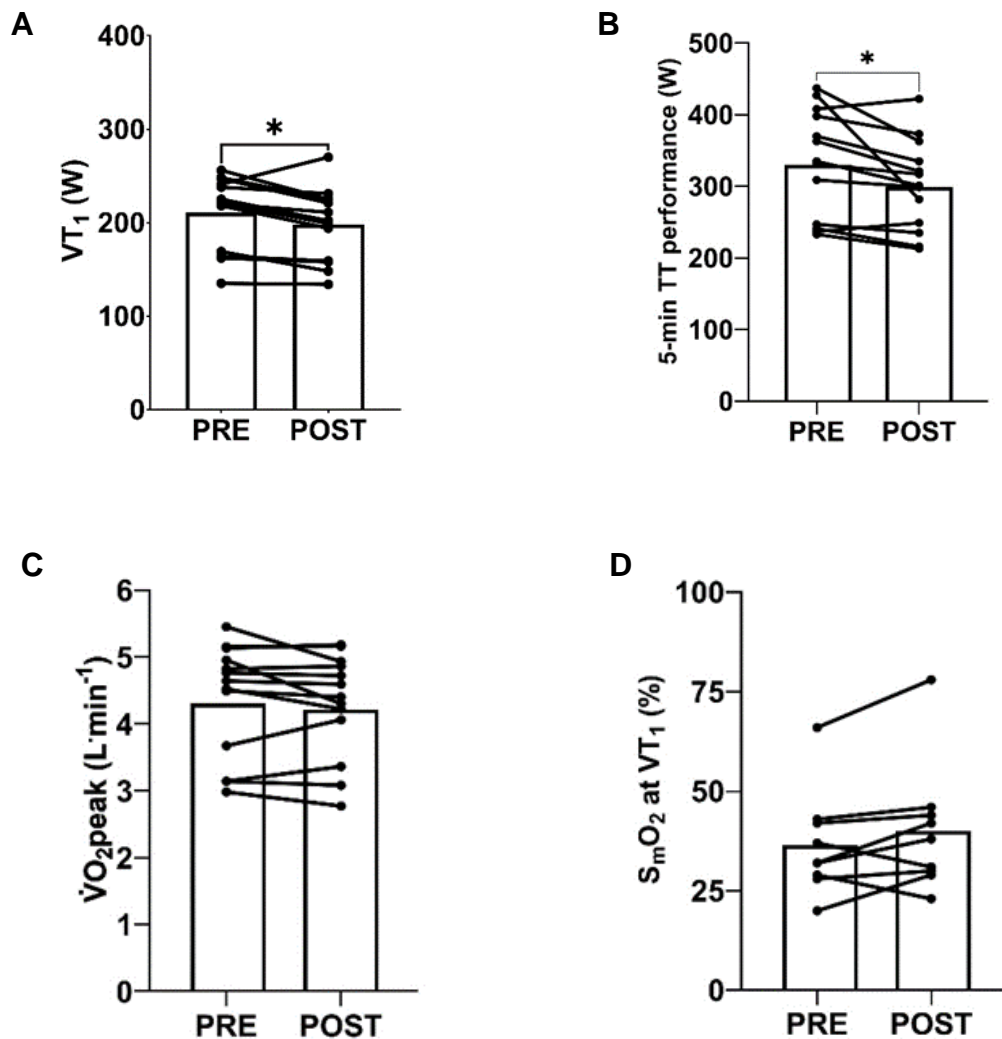 A
VT₁ (W)
400
300
200
100
0
*
PRE POST
B
5-min TT performance (W)
500
400
300
200
100
0
*
PRE POST
C
V̇O₂peak (L·min⁻¹)
6
5
4
3
2
1
0
PRE POST
D
SₘO₂ at VT₁ (%)
100
75
50
25
0
PRE POST